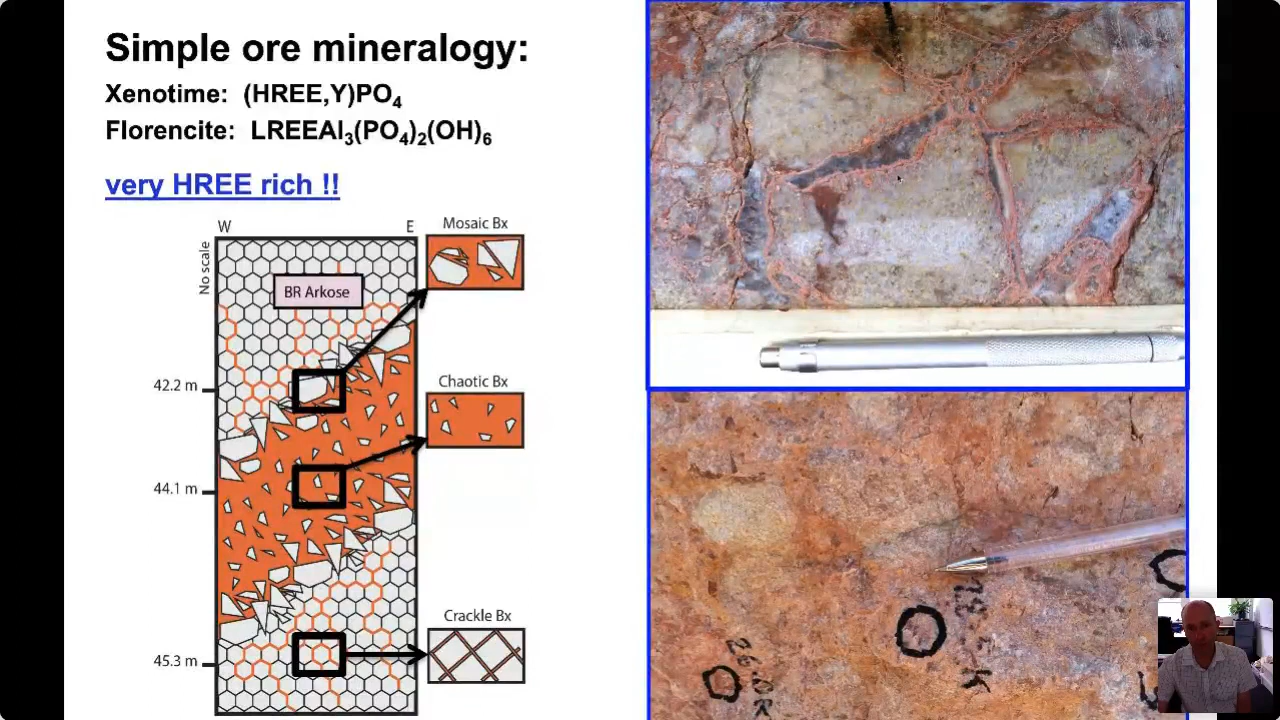 Simple ore mineralogy:
Xenotime: (HREE,Y)PO4
Florencite: LREEAl3(PO4)2(OH)6
very HREE rich !!
W
E
No scale
BR Arkose
Mosaic Bx
42.2 m
Chaotic Bx
44.1 m
Crackle Bx
45.3 m